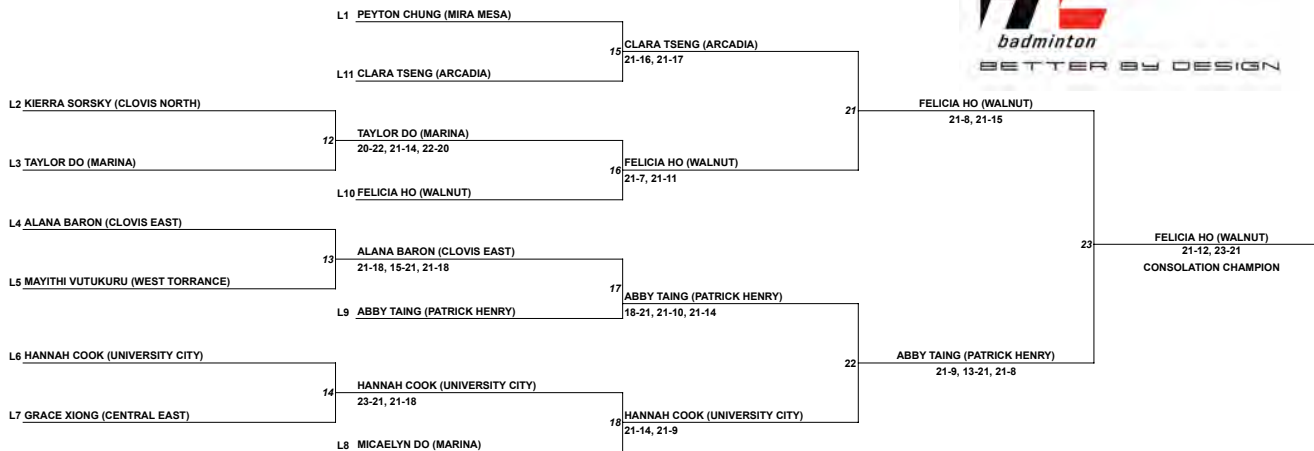 L1 PEYTON CHUNG (MIRA MESA)
badminton
BETTER BY DESIGN
15 CLARA TSENG (ARCADIA)
21-16, 21-17
L11 CLARA TSENG (ARCADIA)
L2 KIERRA SORSKY (CLOVIS NORTH)
21 FELICIA HO (WALNUT)
21-8, 21-15
12 TAYLOR DO (MARINA)
20-22, 21-14, 22-20
L3 TAYLOR DO (MARINA)
16 FELICIA HO (WALNUT)
21-7, 21-11
L10 FELICIA HO (WALNUT)
L4 ALANA BARON (CLOVIS EAST)
23 FELICIA HO (WALNUT)
21-12, 23-21
CONSOLATION CHAMPION
13 ALANA BARON (CLOVIS EAST)
21-18, 15-21, 21-18
L5 MAYITHI VUTUKURU (WEST TORRANCE)
17 ABBY TAING (PATRICK HENRY)
18-21, 21-10, 21-14
L9 ABBY TAING (PATRICK HENRY)
L6 HANNAH COOK (UNIVERSITY CITY)
22 ABBY TAING (PATRICK HENRY)
21-9, 13-21, 21-8
14 HANNAH COOK (UNIVERSITY CITY)
23-21, 21-18
L7 GRACE XIONG (CENTRAL EAST)
18 HANNAH COOK (UNIVERSITY CITY)
21-14, 21-9
L8 MICAELYN DO (MARINA)